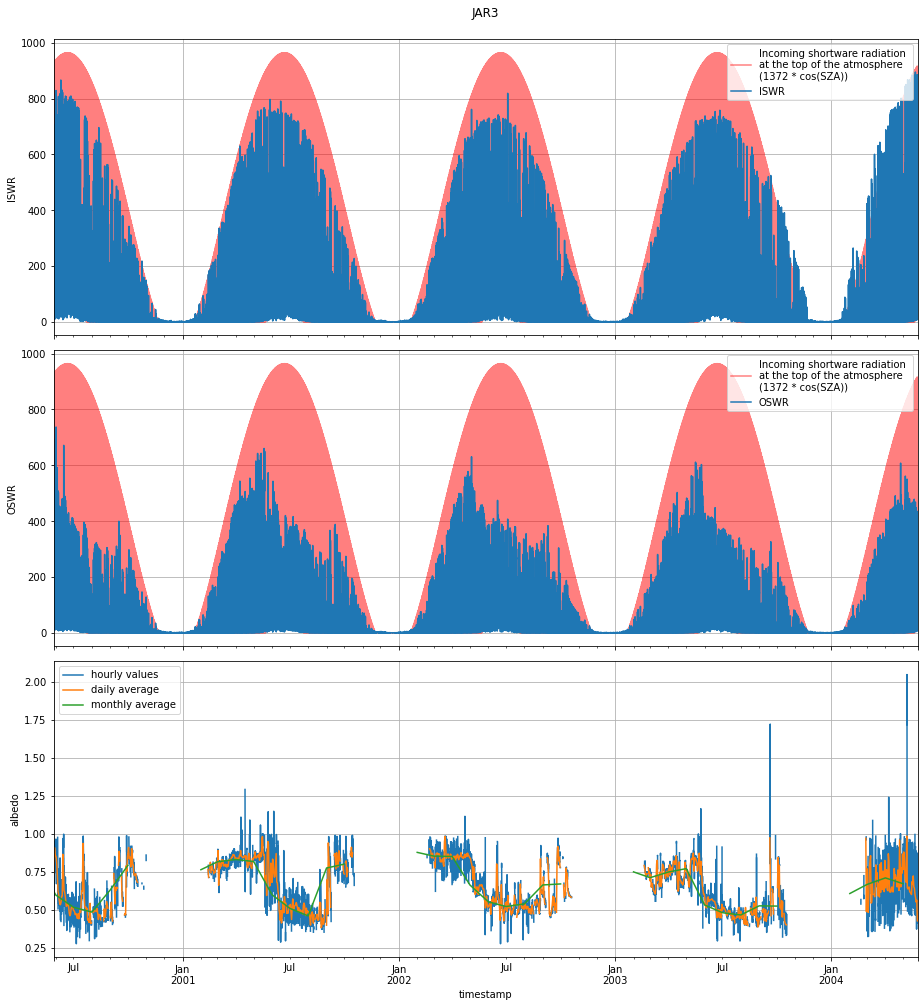 JAR3
1000
800
600
400
200
0
ISWR
Incoming shortware radiation
at the top of the atmosphere
(1372 * cos(SZA))
ISWR
1000
800
600
400
200
0
OSWR
Incoming shortware radiation
at the top of the atmosphere
(1372 * cos(SZA))
OSWR
2.00
1.75
1.50
1.25
1.00
0.75
0.50
0.25
albedo
hourly values
daily average
monthly average
Jul
Jan
2001
Jul
Jan
2002
Jul
Jan
2003
Jul
Jan
2004
timestamp